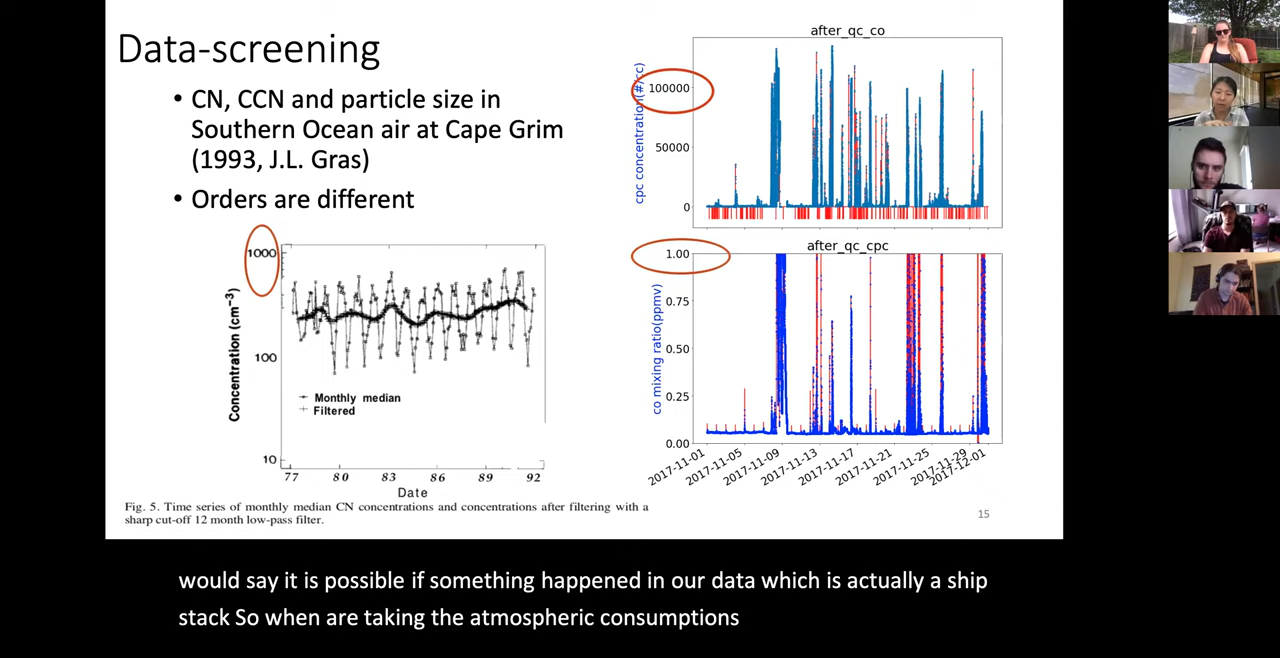 Data-screening
• CN, CCN and particle size in
Southern Ocean air at Cape Grim
(1993, J.L. Gras)
• Orders are different
1000
100
10
Concentration (cm⁻³)
Monthly median
Filtered
77 80 83 86 89 92
Date
Fig. 5. Time series of monthly median CN concentrations and concentrations after filtering with a
sharp cut-off 12 month low-pass filter.
after_qc_co
cpc concentration(#/cc)
100000
50000
0
after_qc_cpc
co mixing ratio(ppmv)
1.00
0.75
0.50
0.25
0.00
2017-11-01 2017-11-05 2017-11-09 2017-11-13 2017-11-17 2017-11-21 2017-11-25 2017-11-29 2017-12-01
15
would say it is possible if something happened in our data which is actually a ship
stack So when are taking the atmospheric consumptions